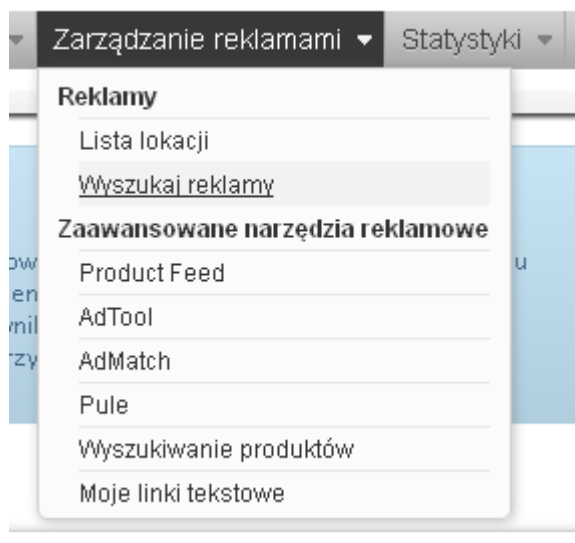 Zarządzanie reklamami Statystyki
Reklamy
Lista lokacji
Wyszukaj reklamy
Zaawansowane narzędzia reklamowe
Product Feed
AdTool
AdMatch
Pule
Wyszukiwanie produktów
Moje linki tekstowe